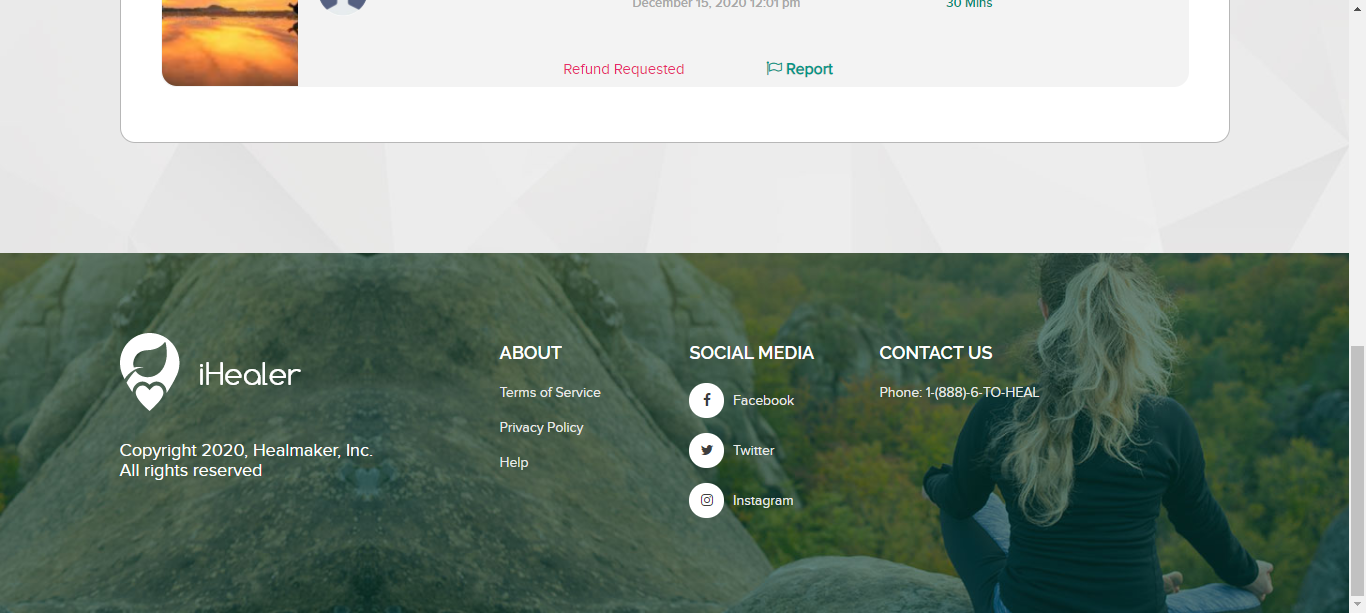 December 15, 2020 12:01 pm
30 Mins
Refund Requested
Report
iHealer
Copyright 2020, Healmaker, Inc.
All rights reserved
ABOUT
Terms of Service
Privacy Policy
Help
SOCIAL MEDIA
Facebook
Twitter
Instagram
CONTACT US
Phone: 1-(888)-6-TO-HEAL